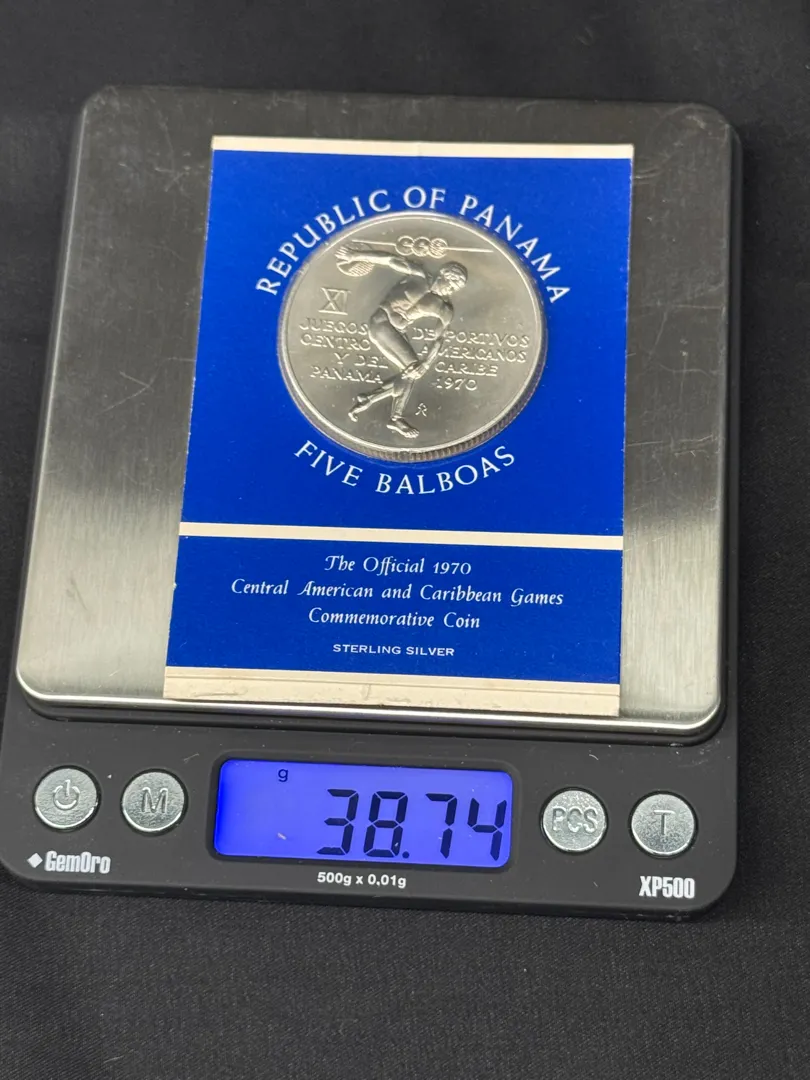 REPUBLIC OF PANAMA
XI
JUEGOS DEPORTIVOS
CENTRO AMERICANOS
Y DEL CARIBE
PANAMA 1970
FIVE BALBOAS
The Official 1970
Central American and Caribbean Games
Commemorative Coin
STERLING SILVER
g
38.74
M
PCS
T
GemOro
500g x 0,01g
XP500